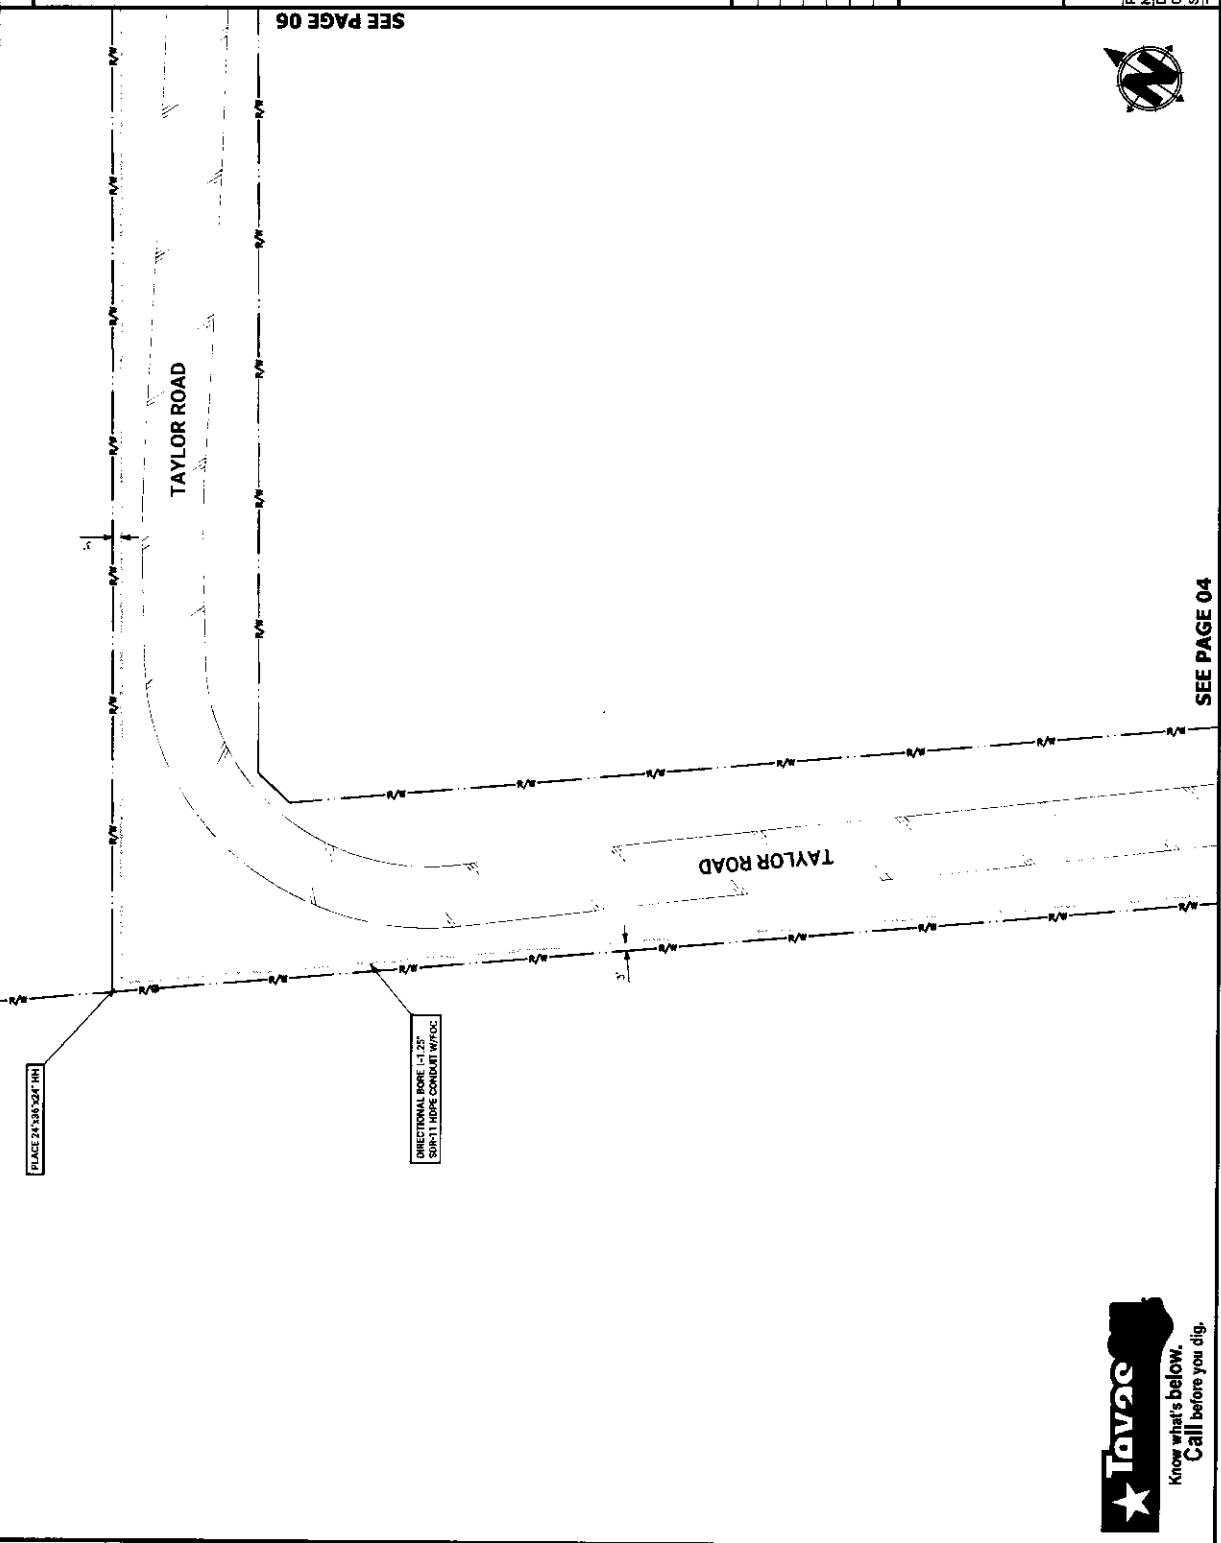 SEE PAGE 06
TAYLOR ROAD
TAYLOR ROAD
SEE PAGE 04
PLACE 24"x36"x24" HH
DIRECTIONAL BORE 1-1.25"
SDR-11 HDPE CONDUIT W/FOC
3'
R/W R/W R/W R/W R/W R/W R/W
R/W R/W R/W R/W R/W
R/W R/W R/W R/W R/W R/W R/W
R/W R/W R/W R/W R/W R/W R/W R/W R/W
N
Know what's below.
Call before you dig.